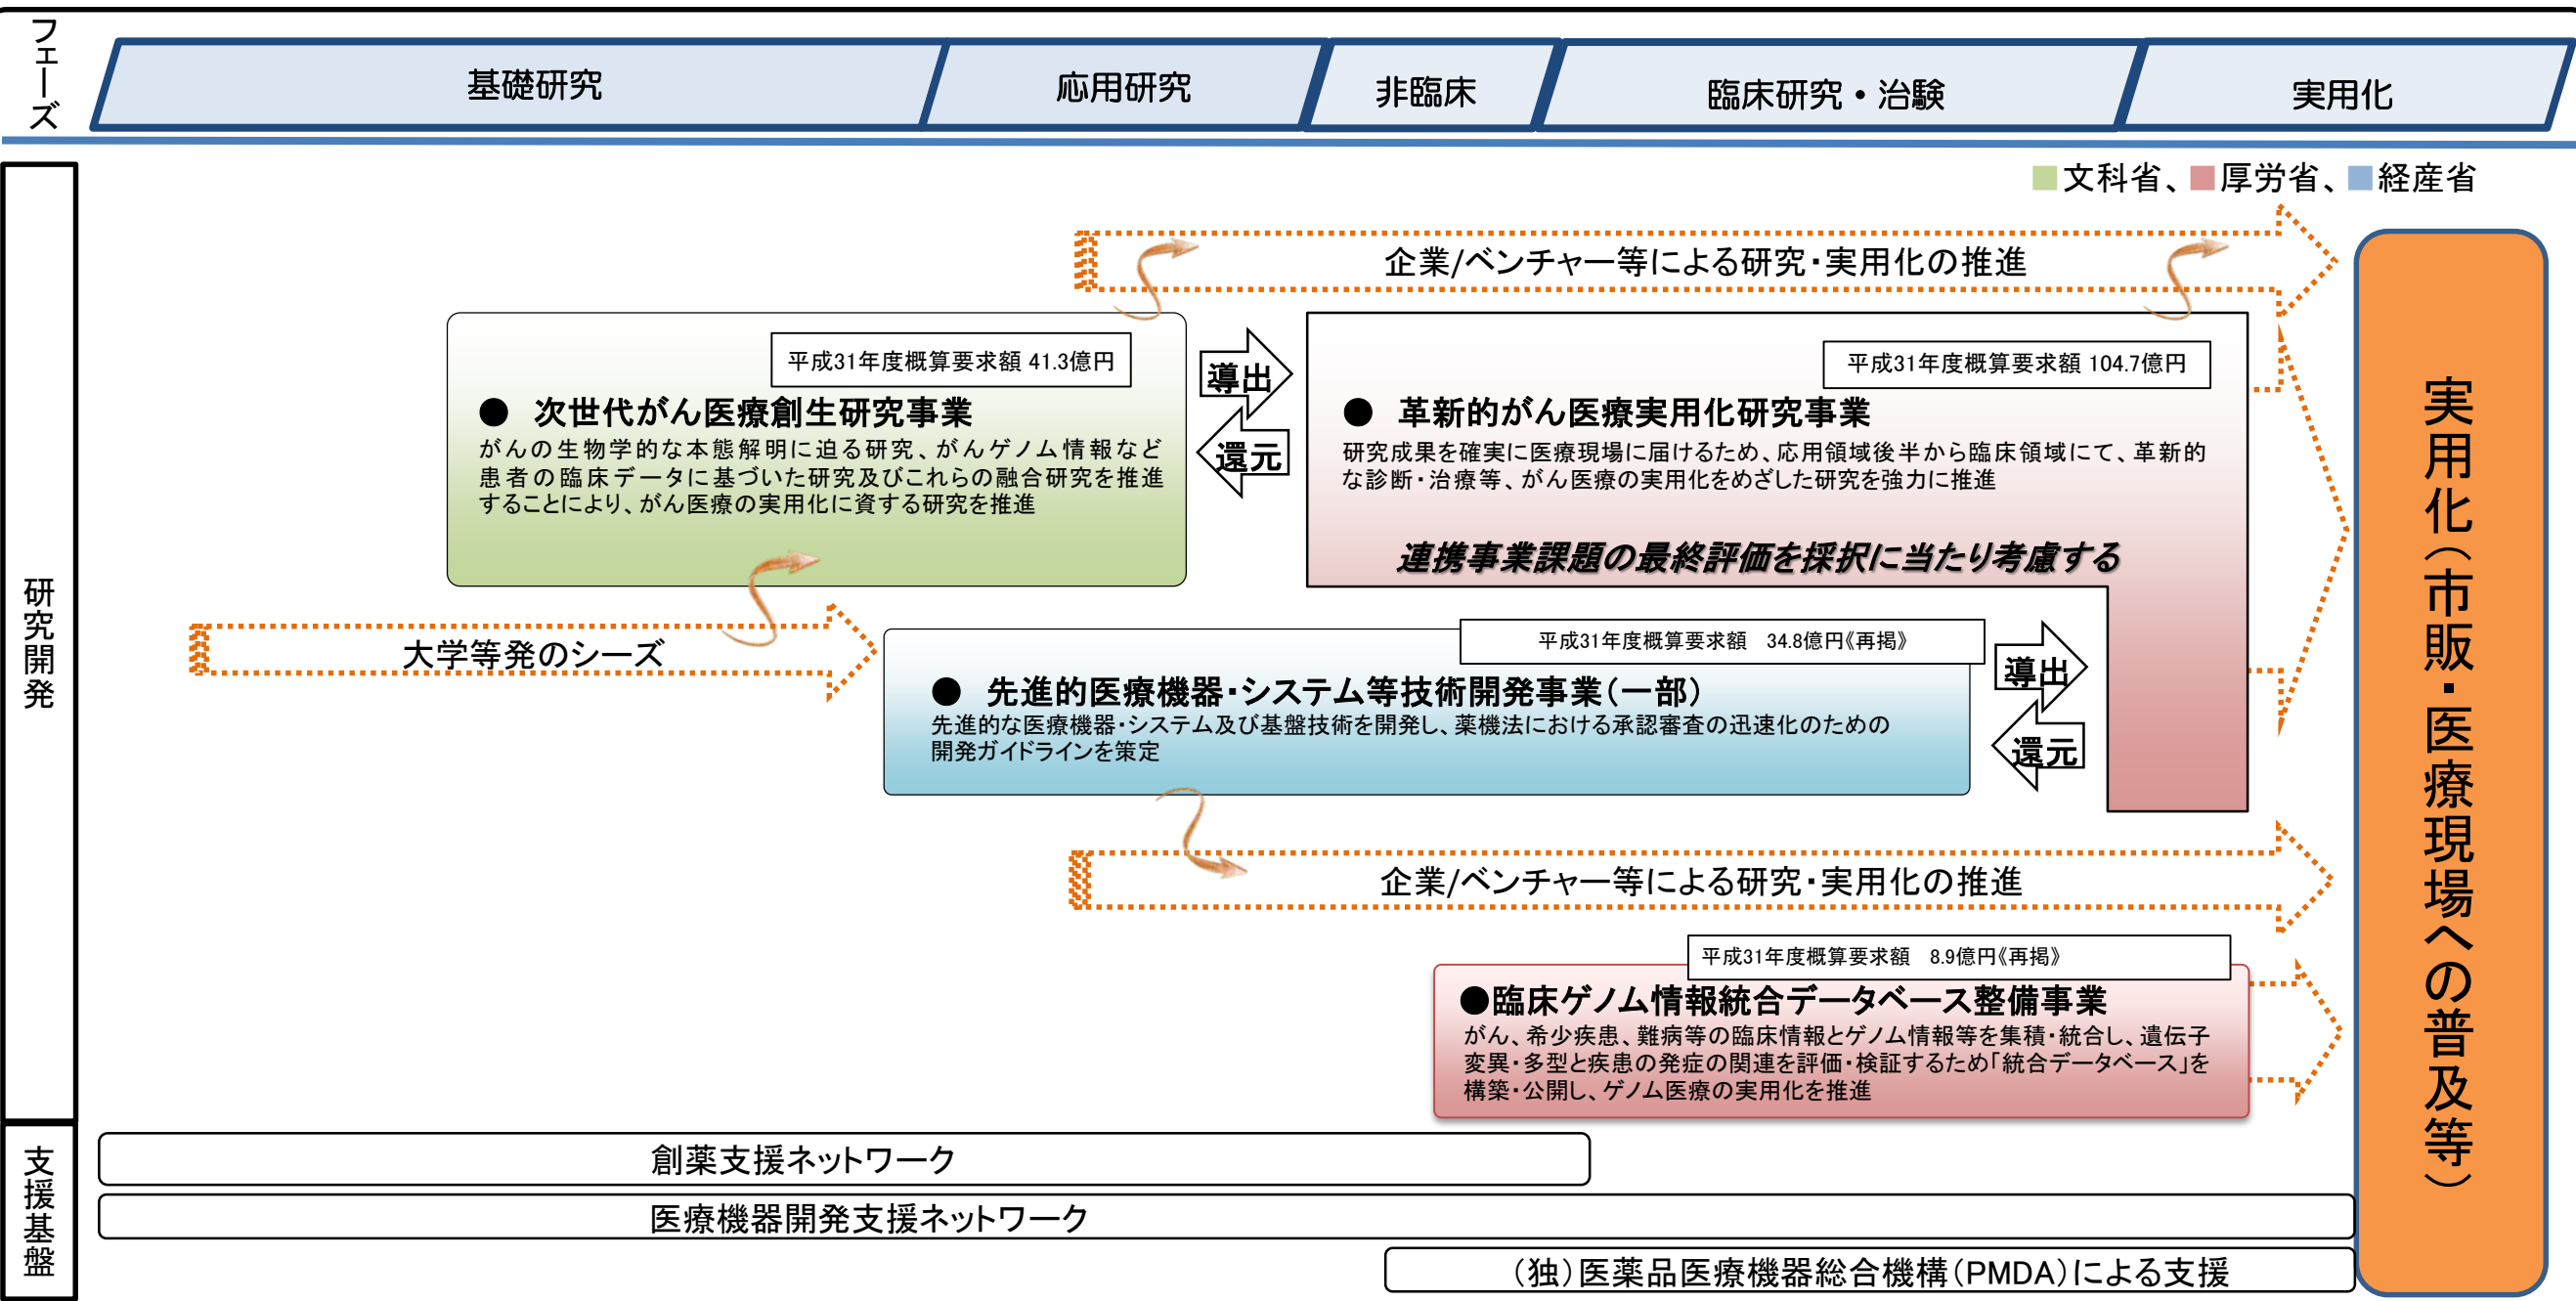 フェーズ
基礎研究
応用研究
非臨床
臨床研究・治験
実用化
■文科省、■厚労省、■経産省
研究開発
企業/ベンチャー等による研究・実用化の推進
平成31年度概算要求額 41.3億円
● 次世代がん医療創生研究事業
がんの生物学的な本態解明に迫る研究、がんゲノム情報など
患者の臨床データに基づいた研究及びこれらの融合研究を推進
することにより、がん医療の実用化に資する研究を推進
導出
還元
平成31年度概算要求額 104.7億円
● 革新的がん医療実用化研究事業
研究成果を確実に医療現場に届けるため、応用領域後半から臨床領域にて、革新的
な診断・治療等、がん医療の実用化をめざした研究を強力に推進
連携事業課題の最終評価を採択に当たり考慮する
大学等発のシーズ
平成31年度概算要求額 34.8億円《再掲》
● 先進的医療機器・システム等技術開発事業（一部）
先進的な医療機器・システム及び基盤技術を開発し、薬機法における承認審査の迅速化のための
開発ガイドラインを策定
導出
還元
企業/ベンチャー等による研究・実用化の推進
平成31年度概算要求額 8.9億円《再掲》
●臨床ゲノム情報統合データベース整備事業
がん、希少疾患、難病等の臨床情報とゲノム情報等を集積・統合し、遺伝子
変異・多型と疾患の発症の関連を評価・検証するため「統合データベース」を
構築・公開し、ゲノム医療の実用化を推進
実用化（市販・医療現場への普及等）
支援基盤
創薬支援ネットワーク
医療機器開発支援ネットワーク
（独）医薬品医療機器総合機構（PMDA）による支援